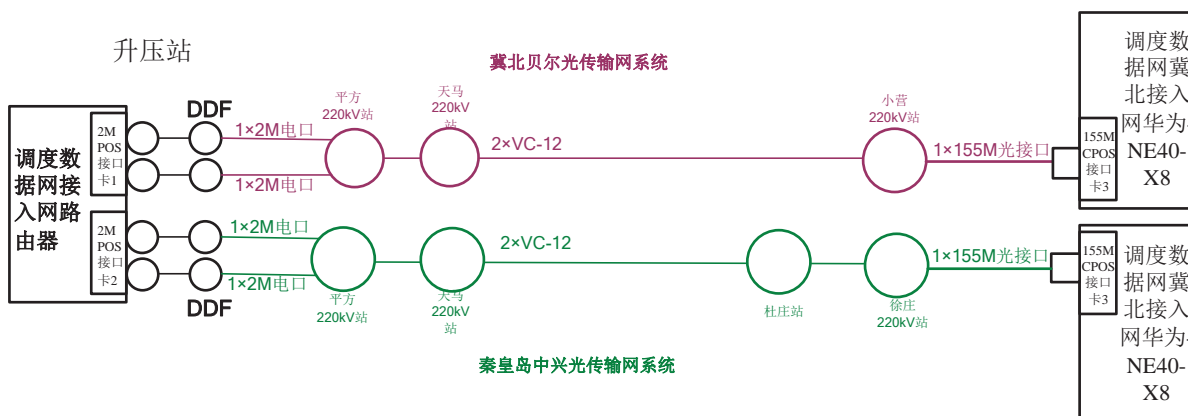 升压站
冀北贝尔光传输网系统
调度数
据网冀
北接入
网华为
NE40-
X8
155M
CPOS
接口
卡3
平方
220kV站
天马
220kV
站
小营
220kV站
DDF
2M
POS
接口
卡1
1×2M电口
1×2M电口
2×VC-12
1×155M光接口
调度数
据网接
入网路
由器
2M
POS
接口
卡2
1×2M电口
1×2M电口
DDF
平方
220kV站
天马
220kV
站
2×VC-12
杜庄站
徐庄
220kV站
1×155M光接口
155M
CPOS
接口
卡3
调度数
据网冀
北接入
网华为
NE40-
X8
秦皇岛中兴光传输网系统